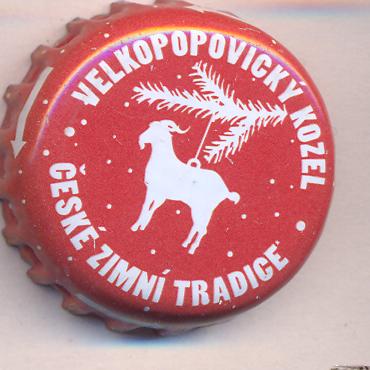 VELKOPOPOVICKÝ KOZEL
ČESKÉ ZIMNÍ TRADICE